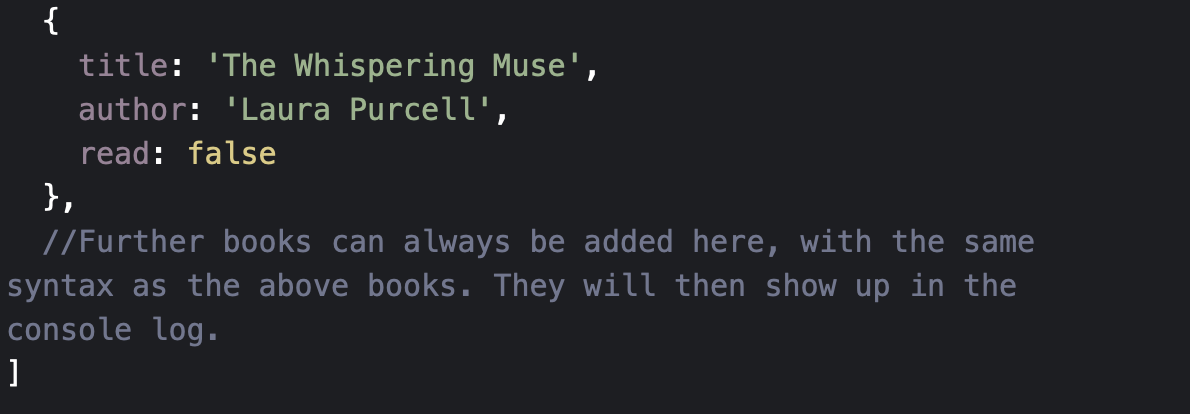 {
title: 'The Whispering Muse',
author: 'Laura Purcell',
read: false
},
//Further books can always be added here, with the same
syntax as the above books. They will then show up in the
console log.
]